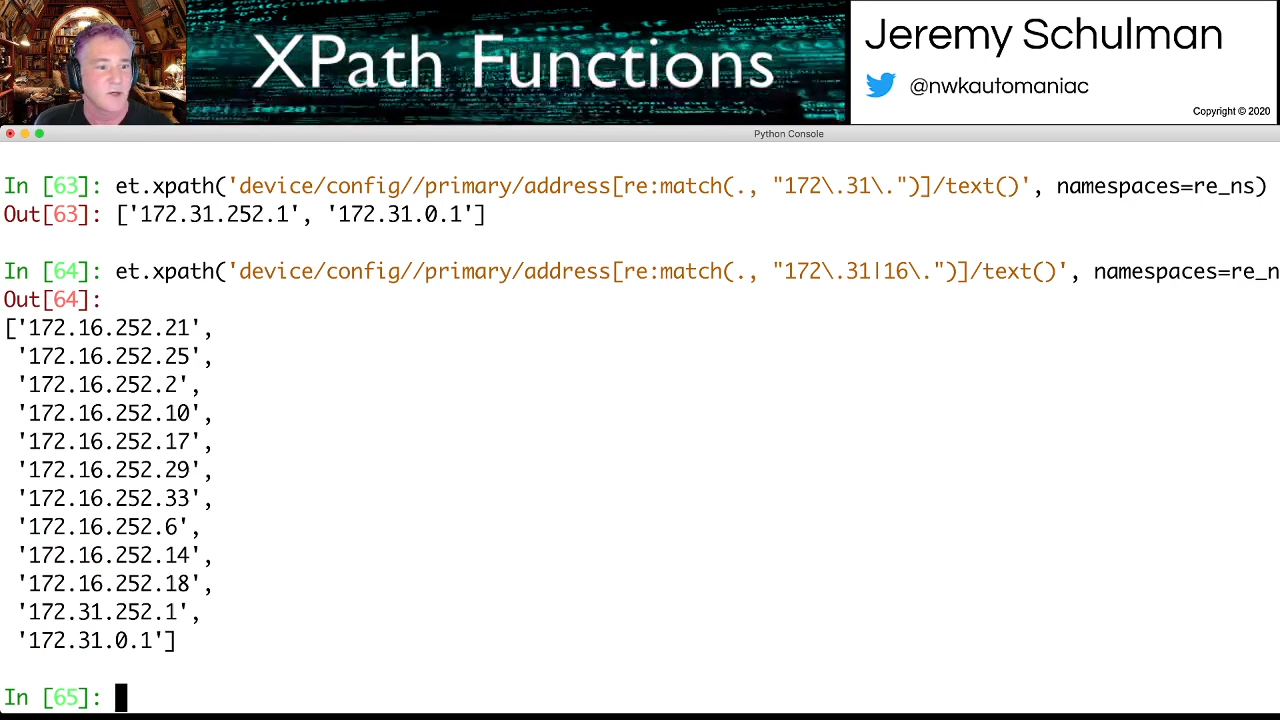 XPath Functions
Jeremy Schulman
@nwkautomaniac
Copyright © 2020
Python Console
In [63]: et.xpath('device/config//primary/address[re:match(., "172\.31\.")]/text()', namespaces=re_ns)
Out[63]: ['172.31.252.1', '172.31.0.1']
In [64]: et.xpath('device/config//primary/address[re:match(., "172\.31|16\.")]/text()', namespaces=re_n
Out[64]:
['172.16.252.21',
'172.16.252.25',
'172.16.252.2',
'172.16.252.10',
'172.16.252.17',
'172.16.252.29',
'172.16.252.33',
'172.16.252.6',
'172.16.252.14',
'172.16.252.18',
'172.31.252.1',
'172.31.0.1']
In [65]: